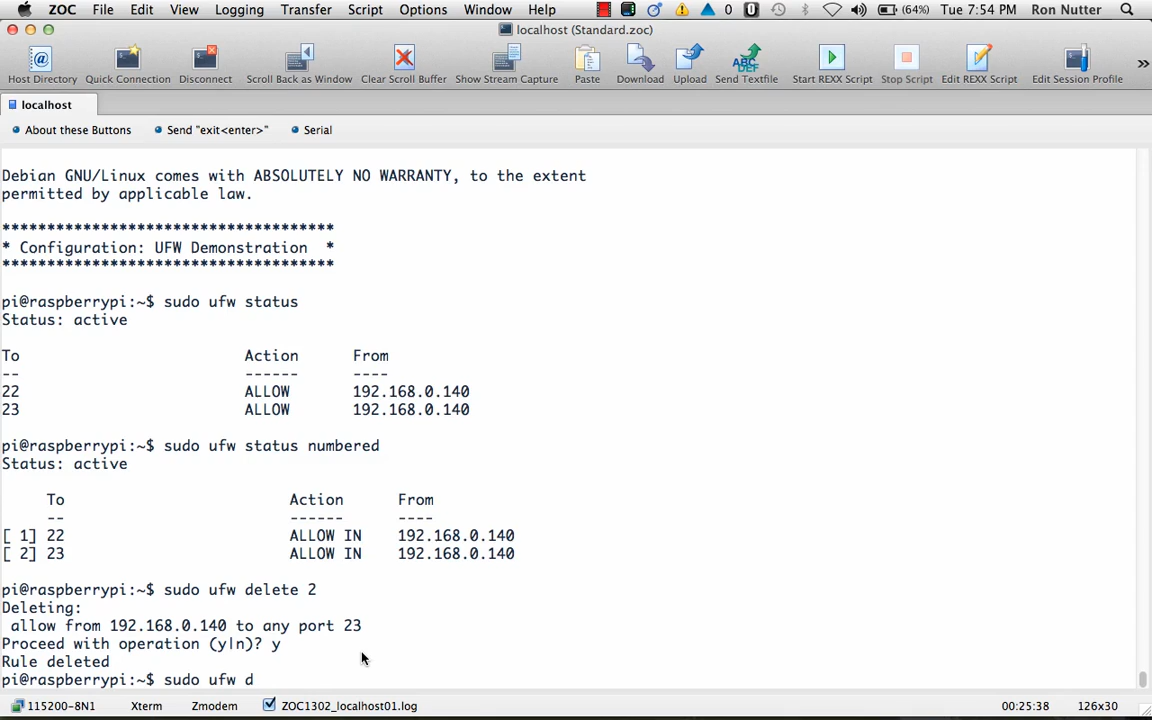 ZOC File Edit View Logging Transfer Script Options Window Help 0 (64%) Tue 7:54 PM Ron Nutter
localhost (Standard.zoc)
Host Directory Quick Connection Disconnect Scroll Back as Window Clear Scroll Buffer Show Stream Capture Paste Download Upload Send Textfile Start REXX Script Stop Script Edit REXX Script Edit Session Profile
localhost
About these Buttons Send "exit<enter>" Serial
Debian GNU/Linux comes with ABSOLUTELY NO WARRANTY, to the extent
permitted by applicable law.
*************************************
* Configuration: UFW Demonstration  *
*************************************
pi@raspberrypi:~$ sudo ufw status
Status: active
To                         Action      From
--                         ------      ----
22                         ALLOW       192.168.0.140
23                         ALLOW       192.168.0.140
pi@raspberrypi:~$ sudo ufw status numbered
Status: active
     To                         Action      From
     --                         ------      ----
[ 1] 22                         ALLOW IN    192.168.0.140
[ 2] 23                         ALLOW IN    192.168.0.140
pi@raspberrypi:~$ sudo ufw delete 2
Deleting:
 allow from 192.168.0.140 to any port 23
Proceed with operation (y|n)? y
Rule deleted
pi@raspberrypi:~$ sudo ufw d
115200-8N1 Xterm Zmodem ZOC1302_localhost01.log 00:25:38 126x30